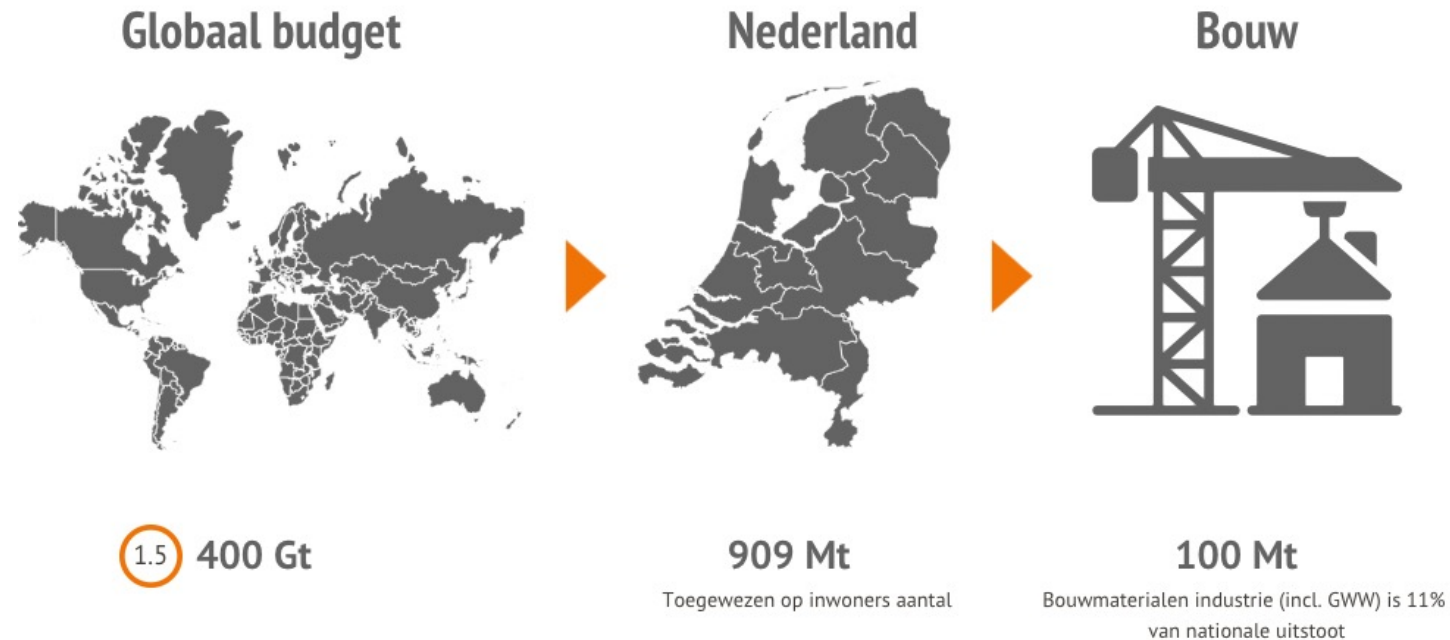 Globaal budget
Nederland
Bouw
1.5 400 Gt
909 Mt
Toegewezen op inwoners aantal
100 Mt
Bouwmaterialen industrie (incl. GWW) is 11%
van nationale uitstoot